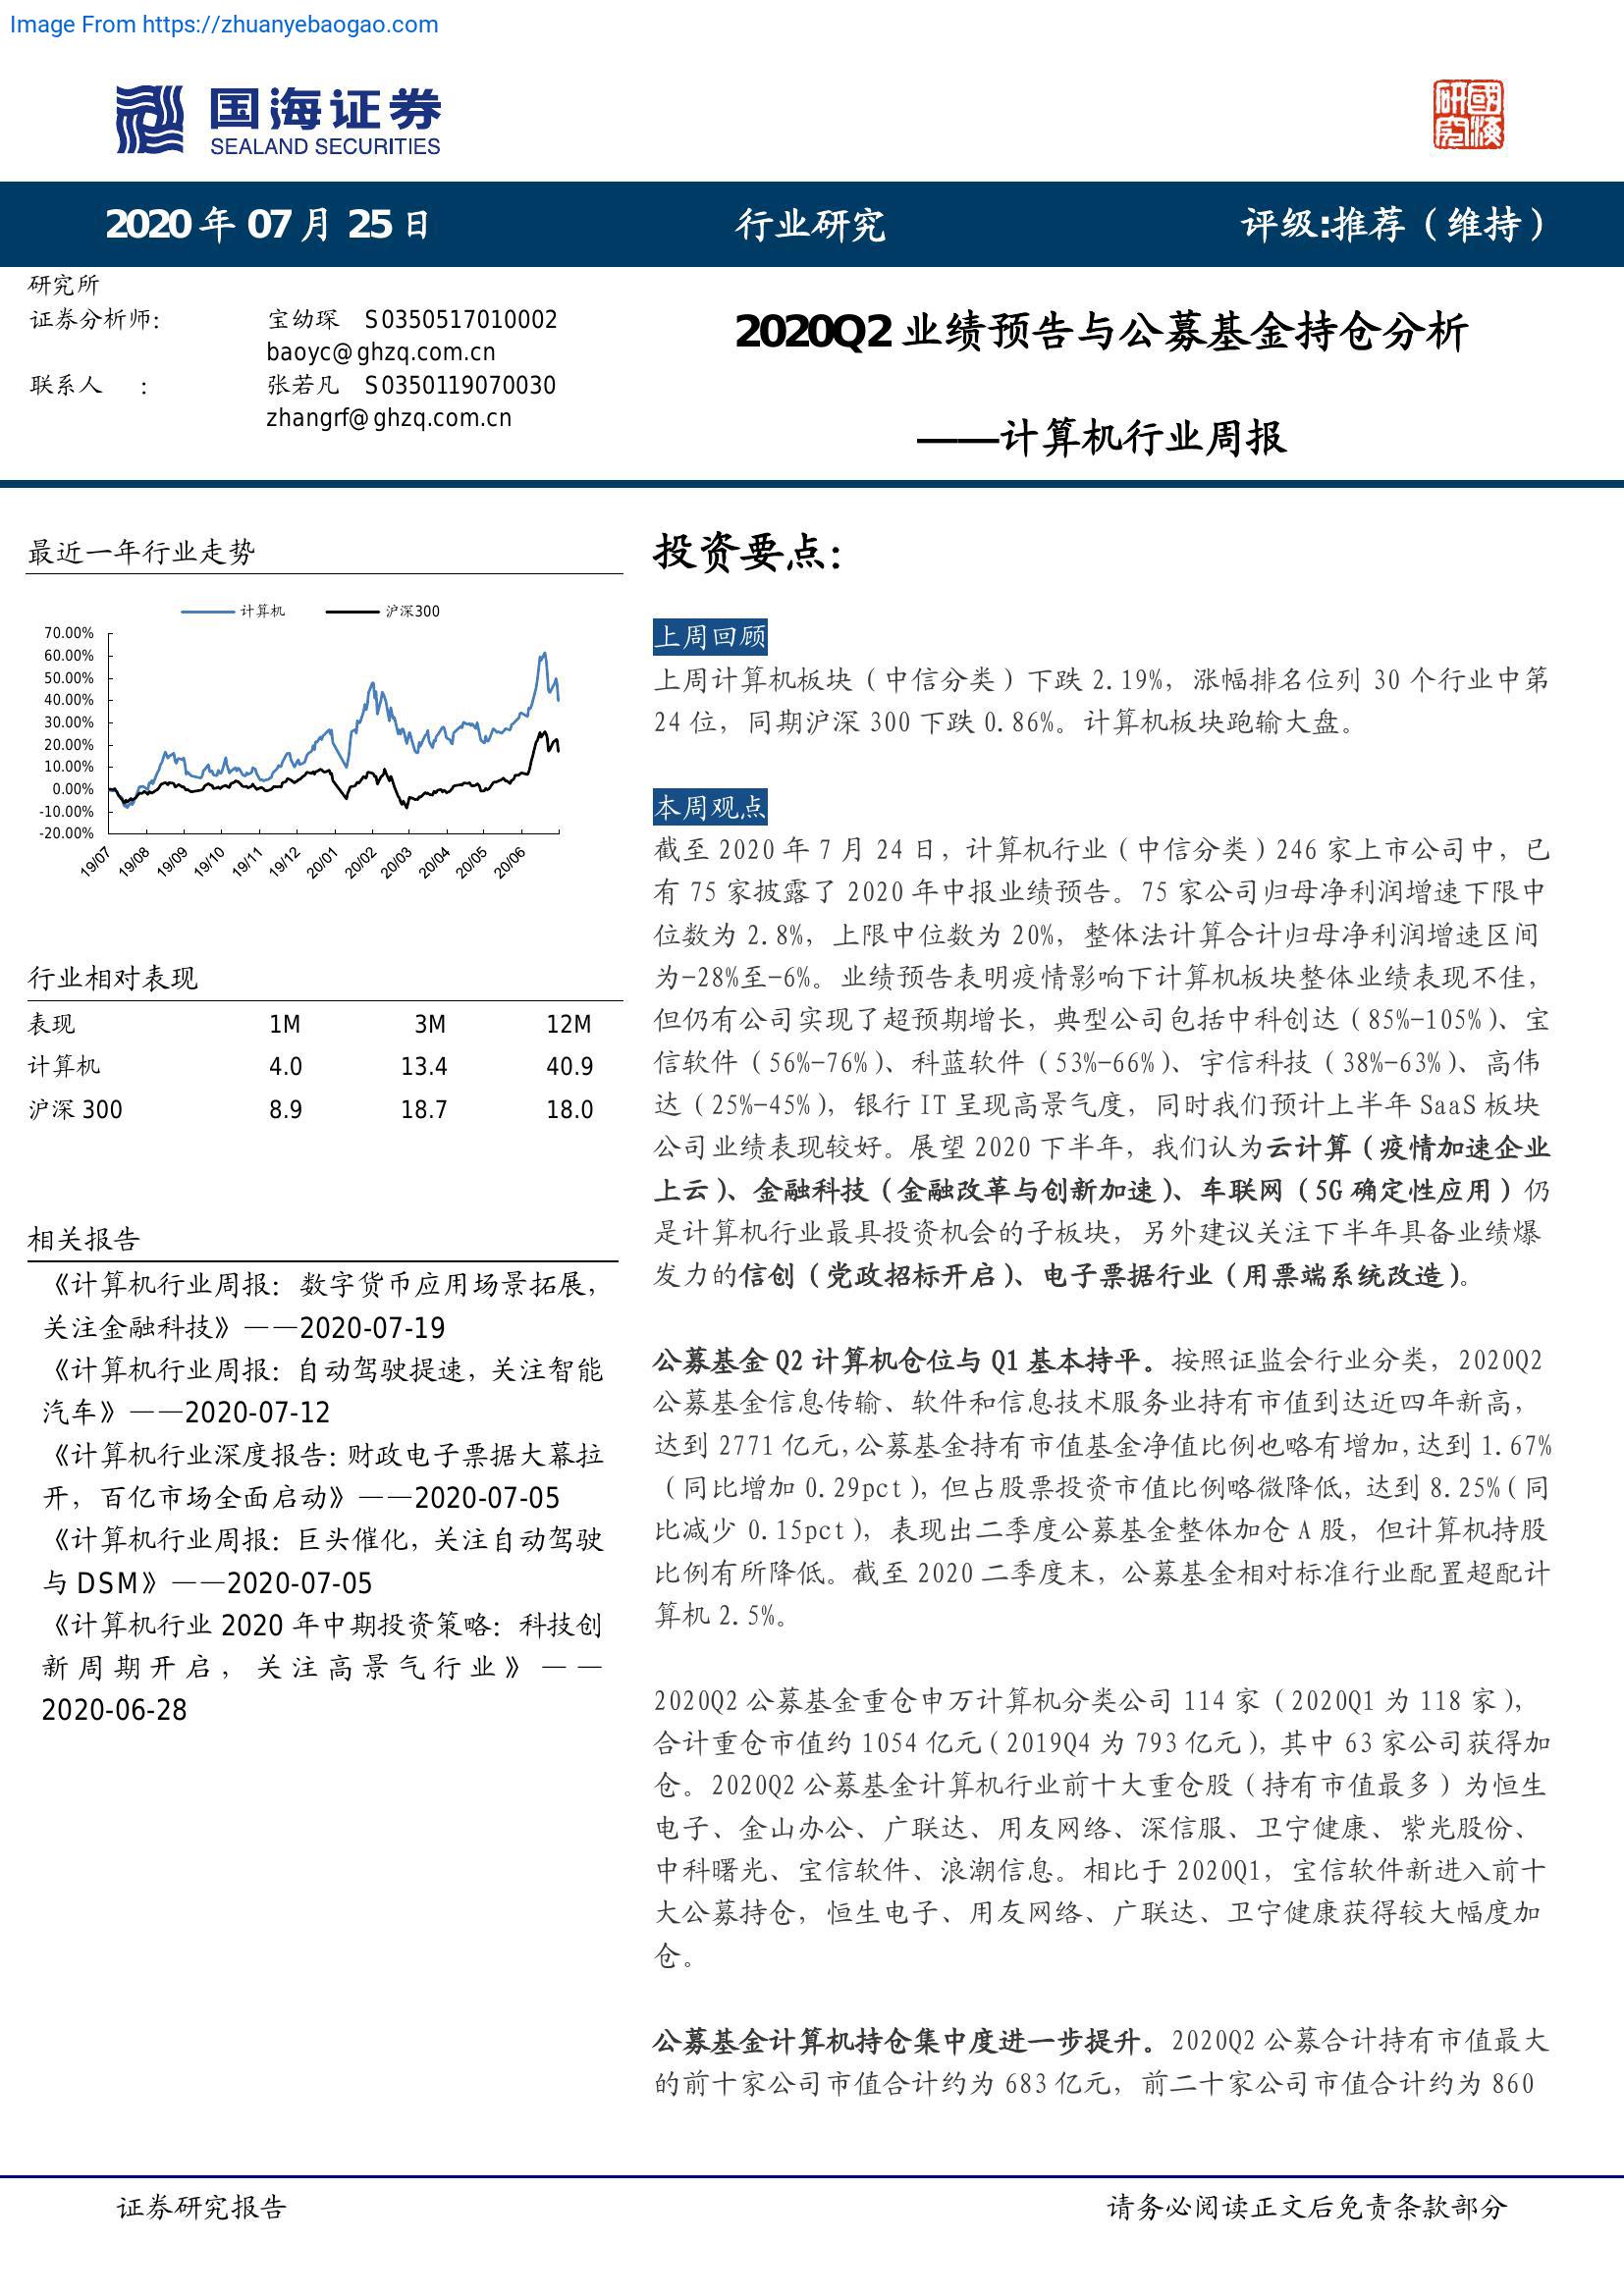 Image From https://zhuanyebaogao.com
国海证券
SEALAND SECURITIES
研國
究海
2020 年 07 月 25 日
行业研究
评级:推荐（维持）
研究所
证券分析师：
宝幼琛 S0350517010002
baoyc@ghzq.com.cn
联系人 ：
张若凡 S0350119070030
zhangrf@ghzq.com.cn
2020Q2 业绩预告与公募基金持仓分析
——计算机行业周报
最近一年行业走势
计算机 沪深300
70.00%
60.00%
50.00%
40.00%
30.00%
20.00%
10.00%
0.00%
-10.00%
-20.00%
19/07 19/08 19/09 19/10 19/11 19/12 20/01 20/02 20/03 20/04 20/05 20/06
行业相对表现
表现 1M 3M 12M
计算机 4.0 13.4 40.9
沪深 300 8.9 18.7 18.0
相关报告
《计算机行业周报：数字货币应用场景拓展，
关注金融科技》——2020-07-19
《计算机行业周报：自动驾驶提速，关注智能
汽车》——2020-07-12
《计算机行业深度报告：财政电子票据大幕拉
开，百亿市场全面启动》——2020-07-05
《计算机行业周报：巨头催化，关注自动驾驶
与 DSM》——2020-07-05
《计算机行业 2020 年中期投资策略：科技创
新周期开启，关注高景气行业》——
2020-06-28
投资要点：
上周回顾
上周计算机板块（中信分类）下跌 2.19%，涨幅排名位列 30 个行业中第
24 位，同期沪深 300 下跌 0.86%。计算机板块跑输大盘。
本周观点
截至 2020 年 7 月 24 日，计算机行业（中信分类）246 家上市公司中，已
有 75 家披露了 2020 年中报业绩预告。75 家公司归母净利润增速下限中
位数为 2.8%，上限中位数为 20%，整体法计算合计归母净利润增速区间
为-28%至-6%。业绩预告表明疫情影响下计算机板块整体业绩表现不佳，
但仍有公司实现了超预期增长，典型公司包括中科创达（85%-105%）、宝
信软件（56%-76%）、科蓝软件（53%-66%）、宇信科技（38%-63%）、高伟
达（25%-45%），银行 IT 呈现高景气度，同时我们预计上半年 SaaS 板块
公司业绩表现较好。展望 2020 下半年，我们认为云计算（疫情加速企业
上云）、金融科技（金融改革与创新加速）、车联网（5G 确定性应用）仍
是计算机行业最具投资机会的子板块，另外建议关注下半年具备业绩爆
发力的信创（党政招标开启）、电子票据行业（用票端系统改造）。
公募基金 Q2 计算机仓位与 Q1 基本持平。按照证监会行业分类，2020Q2
公募基金信息传输、软件和信息技术服务业持有市值到达近四年新高，
达到 2771 亿元，公募基金持有市值基金净值比例也略有增加，达到 1.67%
（同比增加 0.29pct），但占股票投资市值比例略微降低，达到 8.25%（同
比减少 0.15pct），表现出二季度公募基金整体加仓 A 股，但计算机持股
比例有所降低。截至 2020 二季度末，公募基金相对标准行业配置超配计
算机 2.5%。
2020Q2 公募基金重仓申万计算机分类公司 114 家（2020Q1 为 118 家），
合计重仓市值约 1054 亿元（2019Q4 为 793 亿元），其中 63 家公司获得加
仓。2020Q2 公募基金计算机行业前十大重仓股（持有市值最多）为恒生
电子、金山办公、广联达、用友网络、深信服、卫宁健康、紫光股份、
中科曙光、宝信软件、浪潮信息。相比于 2020Q1，宝信软件新进入前十
大公募持仓，恒生电子、用友网络、广联达、卫宁健康获得较大幅度加
仓。
公募基金计算机持仓集中度进一步提升。2020Q2 公募合计持有市值最大
的前十家公司市值合计约为 683 亿元，前二十家公司市值合计约为 860
证券研究报告
请务必阅读正文后免责条款部分